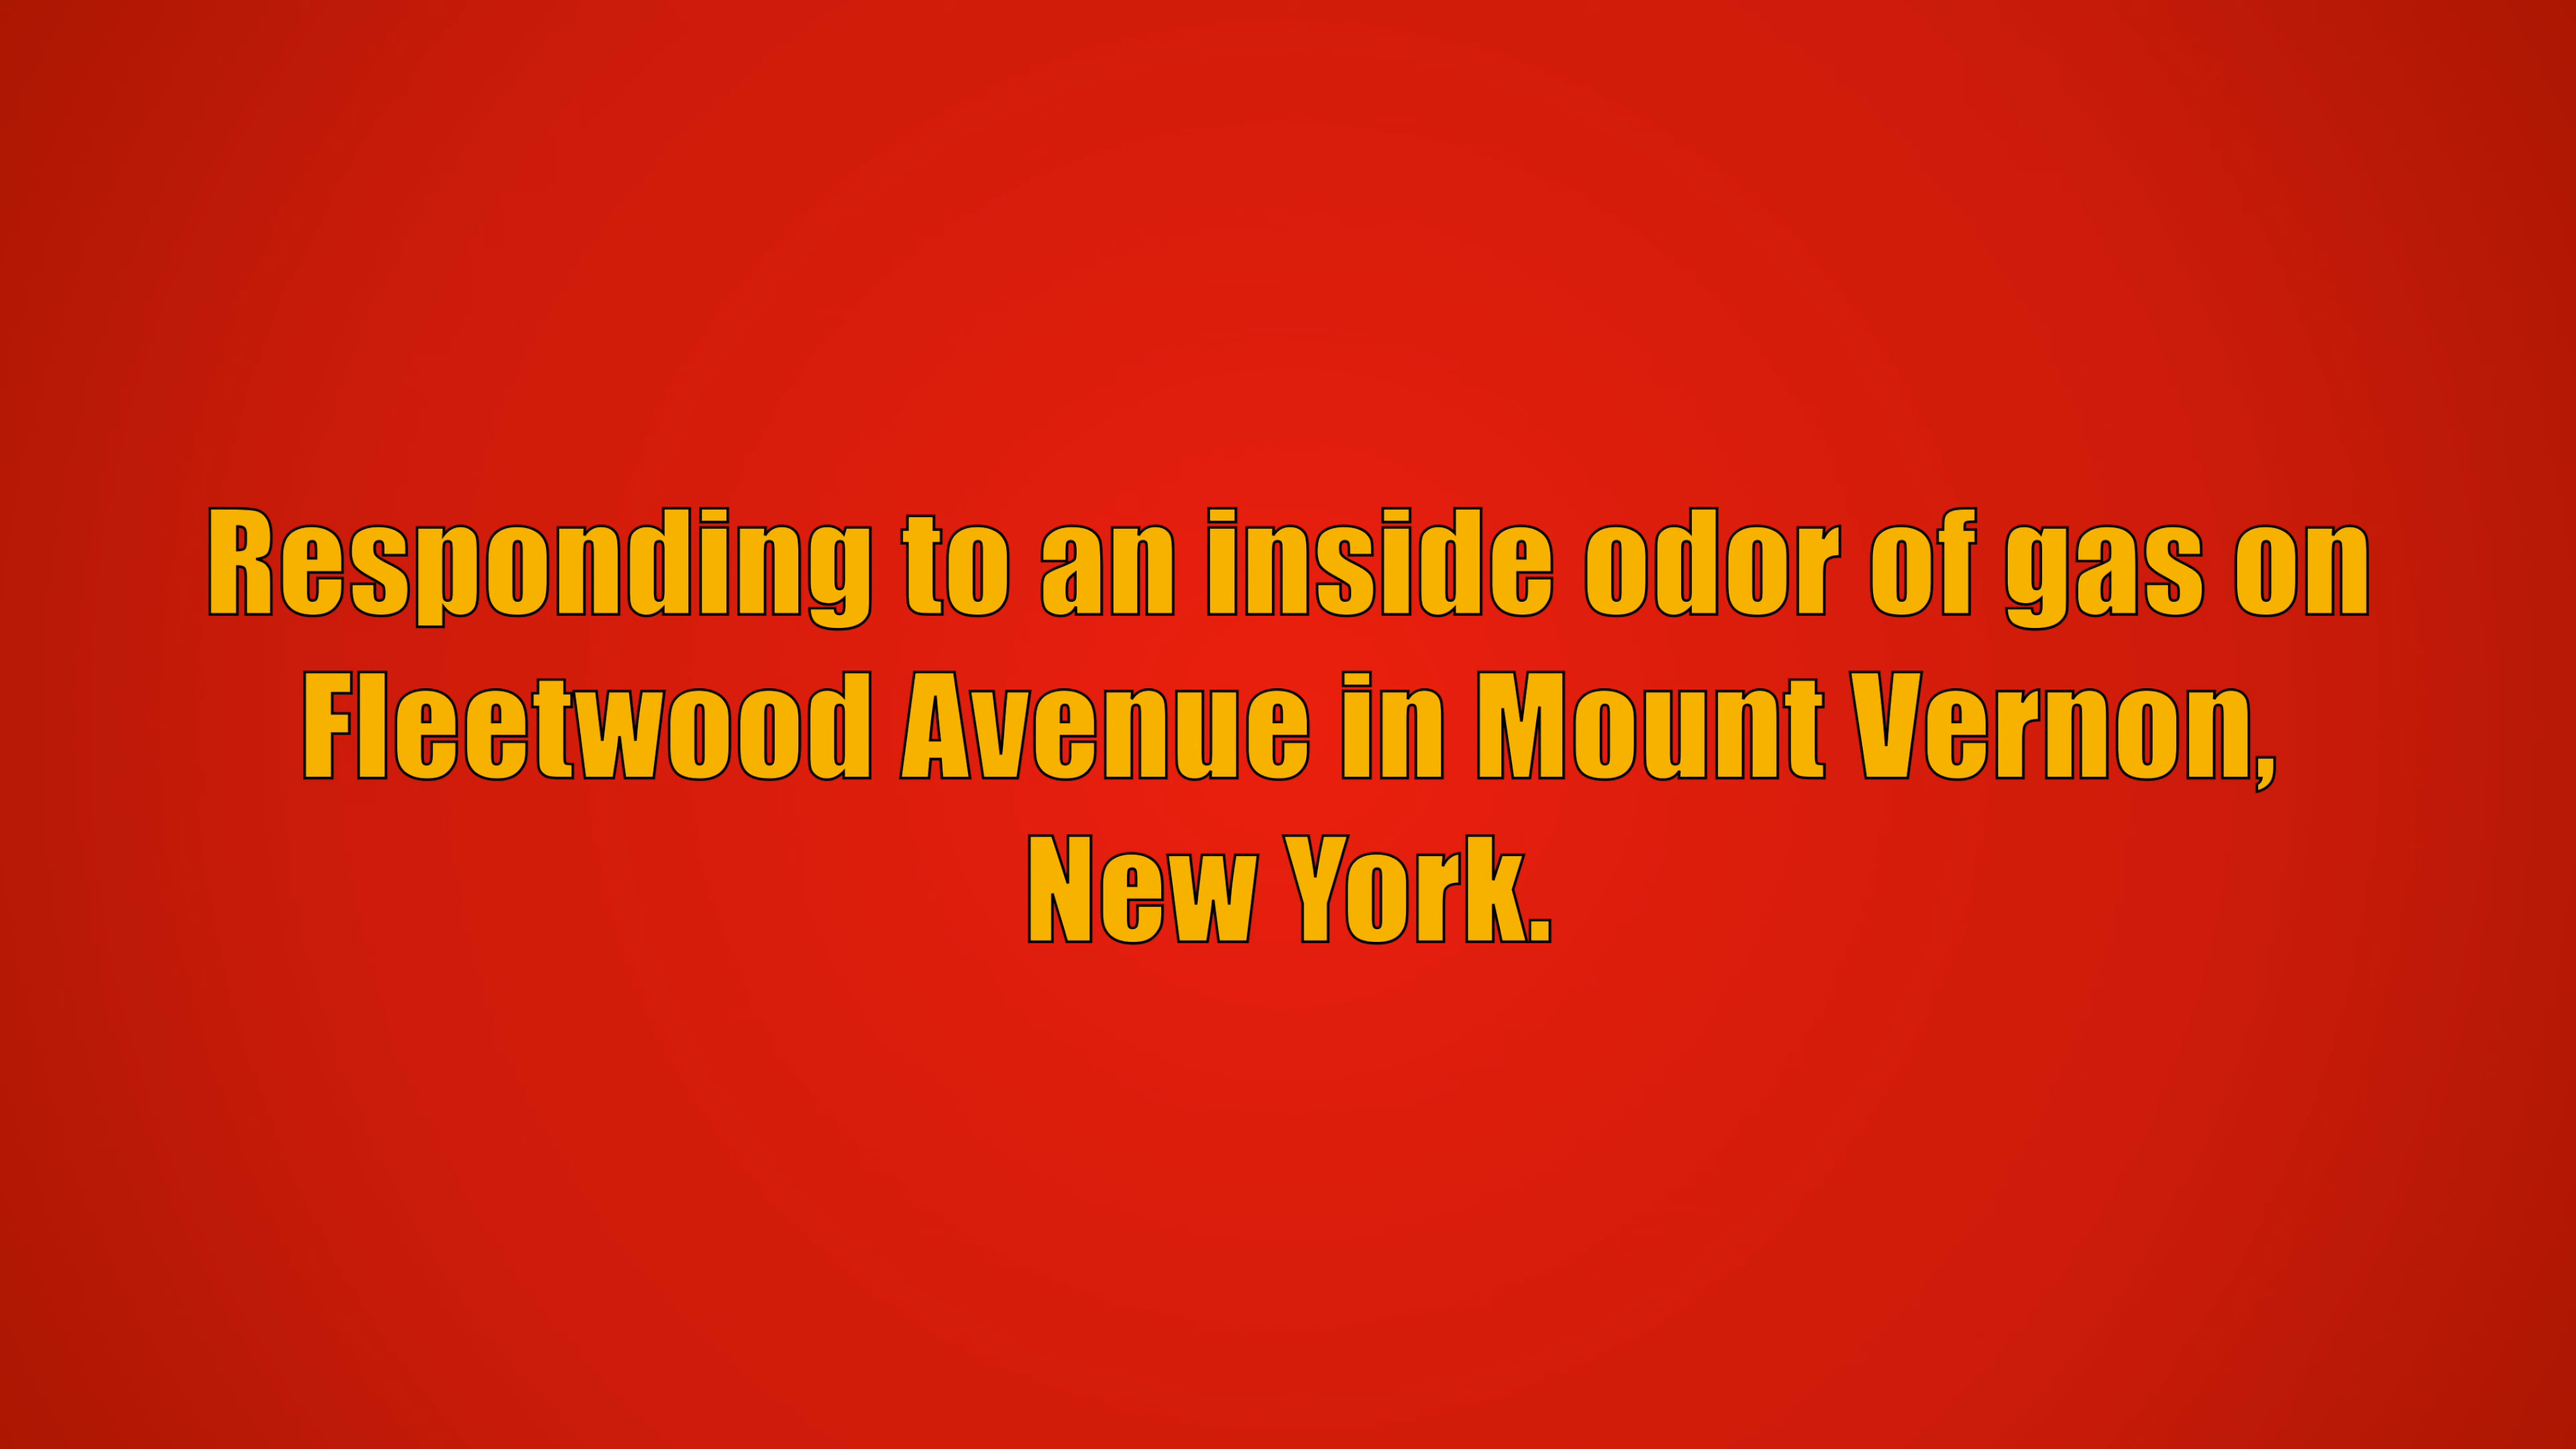 Responding to an inside odor of gas on
Fleetwood Avenue in Mount Vernon,
New York.